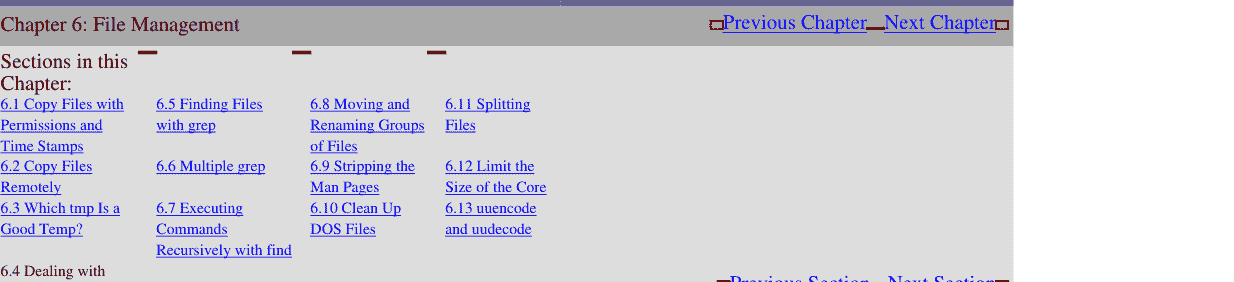 Chapter 6: File Management
Previous Chapter Next Chapter
Sections in this
Chapter:
6.1 Copy Files with
Permissions and
Time Stamps
6.5 Finding Files
with grep
6.8 Moving and
Renaming Groups
of Files
6.11 Splitting
Files
6.2 Copy Files
Remotely
6.6 Multiple grep
6.9 Stripping the
Man Pages
6.12 Limit the
Size of the Core
6.3 Which tmp Is a
Good Temp?
6.7 Executing
Commands
Recursively with find
6.10 Clean Up
DOS Files
6.13 uuencode
and uudecode
6.4 Dealing with
Previous Section Next Section